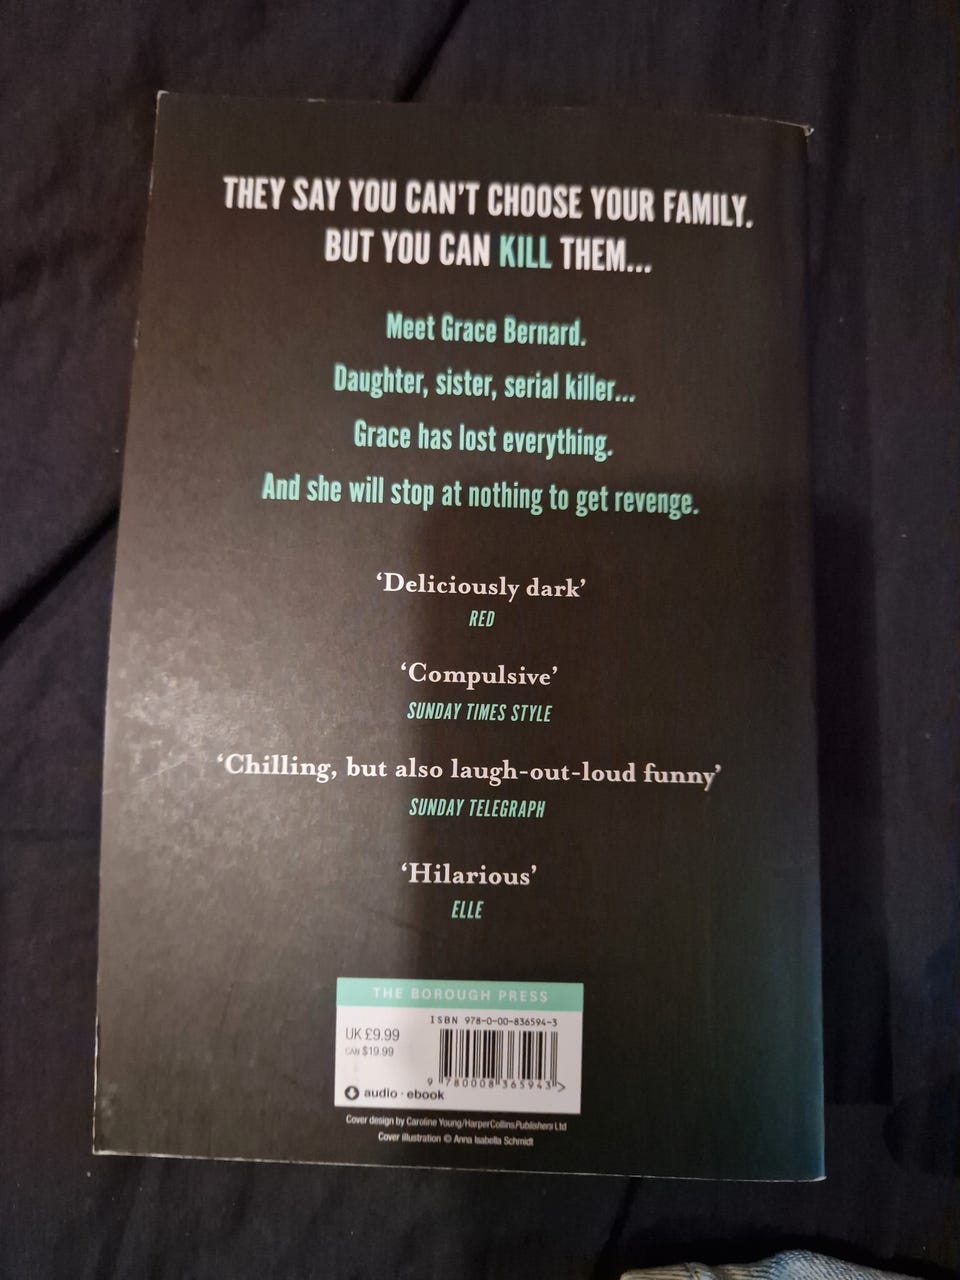 THEY SAY YOU CAN'T CHOOSE YOUR FAMILY.
BUT YOU CAN KILL THEM...
Meet Grace Bernard.
Daughter, sister, serial killer...
Grace has lost everything.
And she will stop at nothing to get revenge.
‘Deliciously dark’
RED
‘Compulsive’
SUNDAY TIMES STYLE
‘Chilling, but also laugh-out-loud funny’
SUNDAY TELEGRAPH
‘Hilarious’
ELLE
THE BOROUGH PRESS
ISBN 978-0-00-836594-3
UK £9.99
CAN $19.99
9 780008 365943 >
audio · ebook
Cover design by Caroline Young/HarperCollinsPublishers Ltd
Cover illustration © Anna Isabella Schmidt